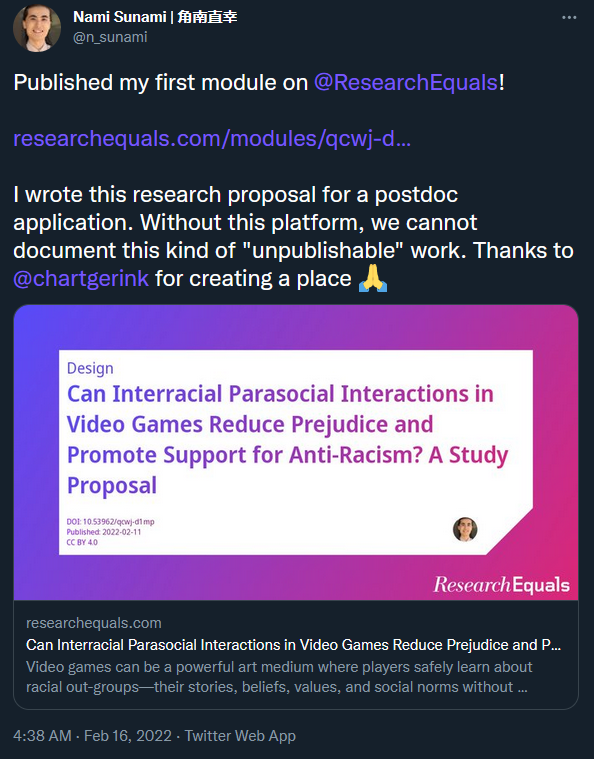 Nami Sunami | 角南直幸
@n_sunami
Published my first module on @ResearchEquals!
researchequals.com/modules/qcwj-d...
I wrote this research proposal for a postdoc
application. Without this platform, we cannot
document this kind of "unpublishable" work. Thanks to
@chartgerink for creating a place 🙏
Design
Can Interracial Parasocial Interactions in
Video Games Reduce Prejudice and
Promote Support for Anti-Racism? A Study
Proposal
DOI: 10.53962/qcwj-d1mp
Published: 2022-02-11
CC BY 4.0
ResearchEquals
researchequals.com
Can Interracial Parasocial Interactions in Video Games Reduce Prejudice and P...
Video games can be a powerful art medium where players safely learn about
racial out-groups—their stories, beliefs, values, and social norms without ...
4:38 AM · Feb 16, 2022 · Twitter Web App